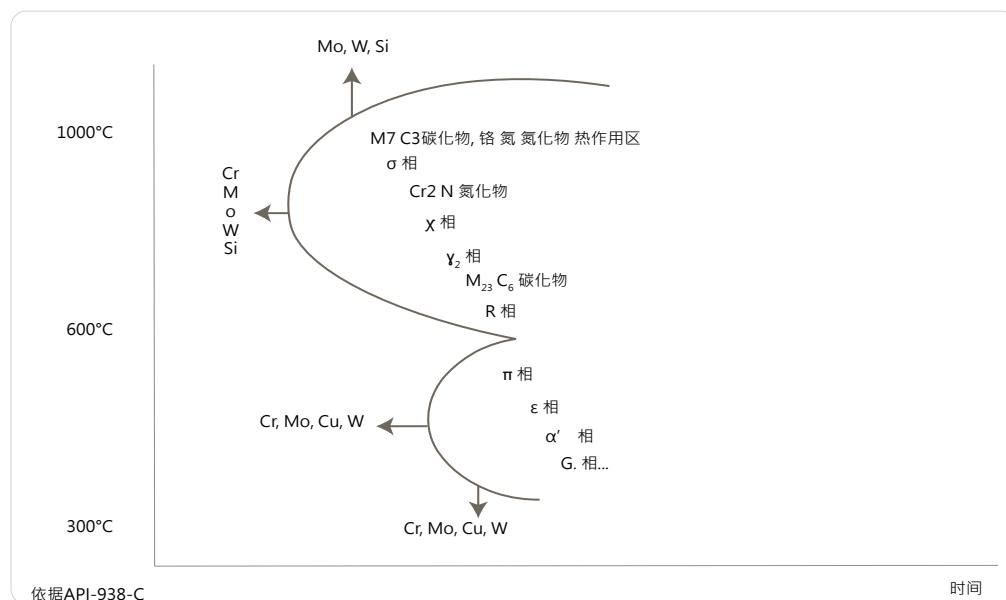 Mo, W, Si
1000°C
M7 C3碳化物, 铬 氮 氮化物 热作用区
σ 相
Cr
M
o
W
Si
Cr2 N 氮化物
χ 相
ɣ₂ 相
M₂₃ C₆ 碳化物
R 相
600°C
π 相
ε 相
Cr, Mo, Cu, W
α′ 相
G. 相...
300°C
Cr, Mo, Cu, W
依据API-938-C
时间